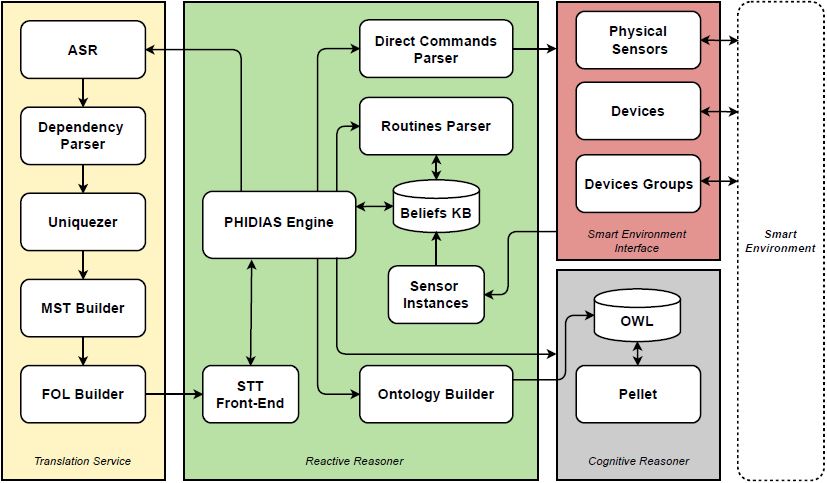 ASR
Dependency
Parser
Uniquezer
MST Builder
FOL Builder
Translation Service
Direct Commands
Parser
Routines Parser
PHIDIAS Engine
Beliefs KB
Sensor
Instances
STT
Front-End
Ontology Builder
Reactive Reasoner
Physical
Sensors
Devices
Devices Groups
Smart Environment
Interface
OWL
Pellet
Cognitive Reasoner
Smart
Environment